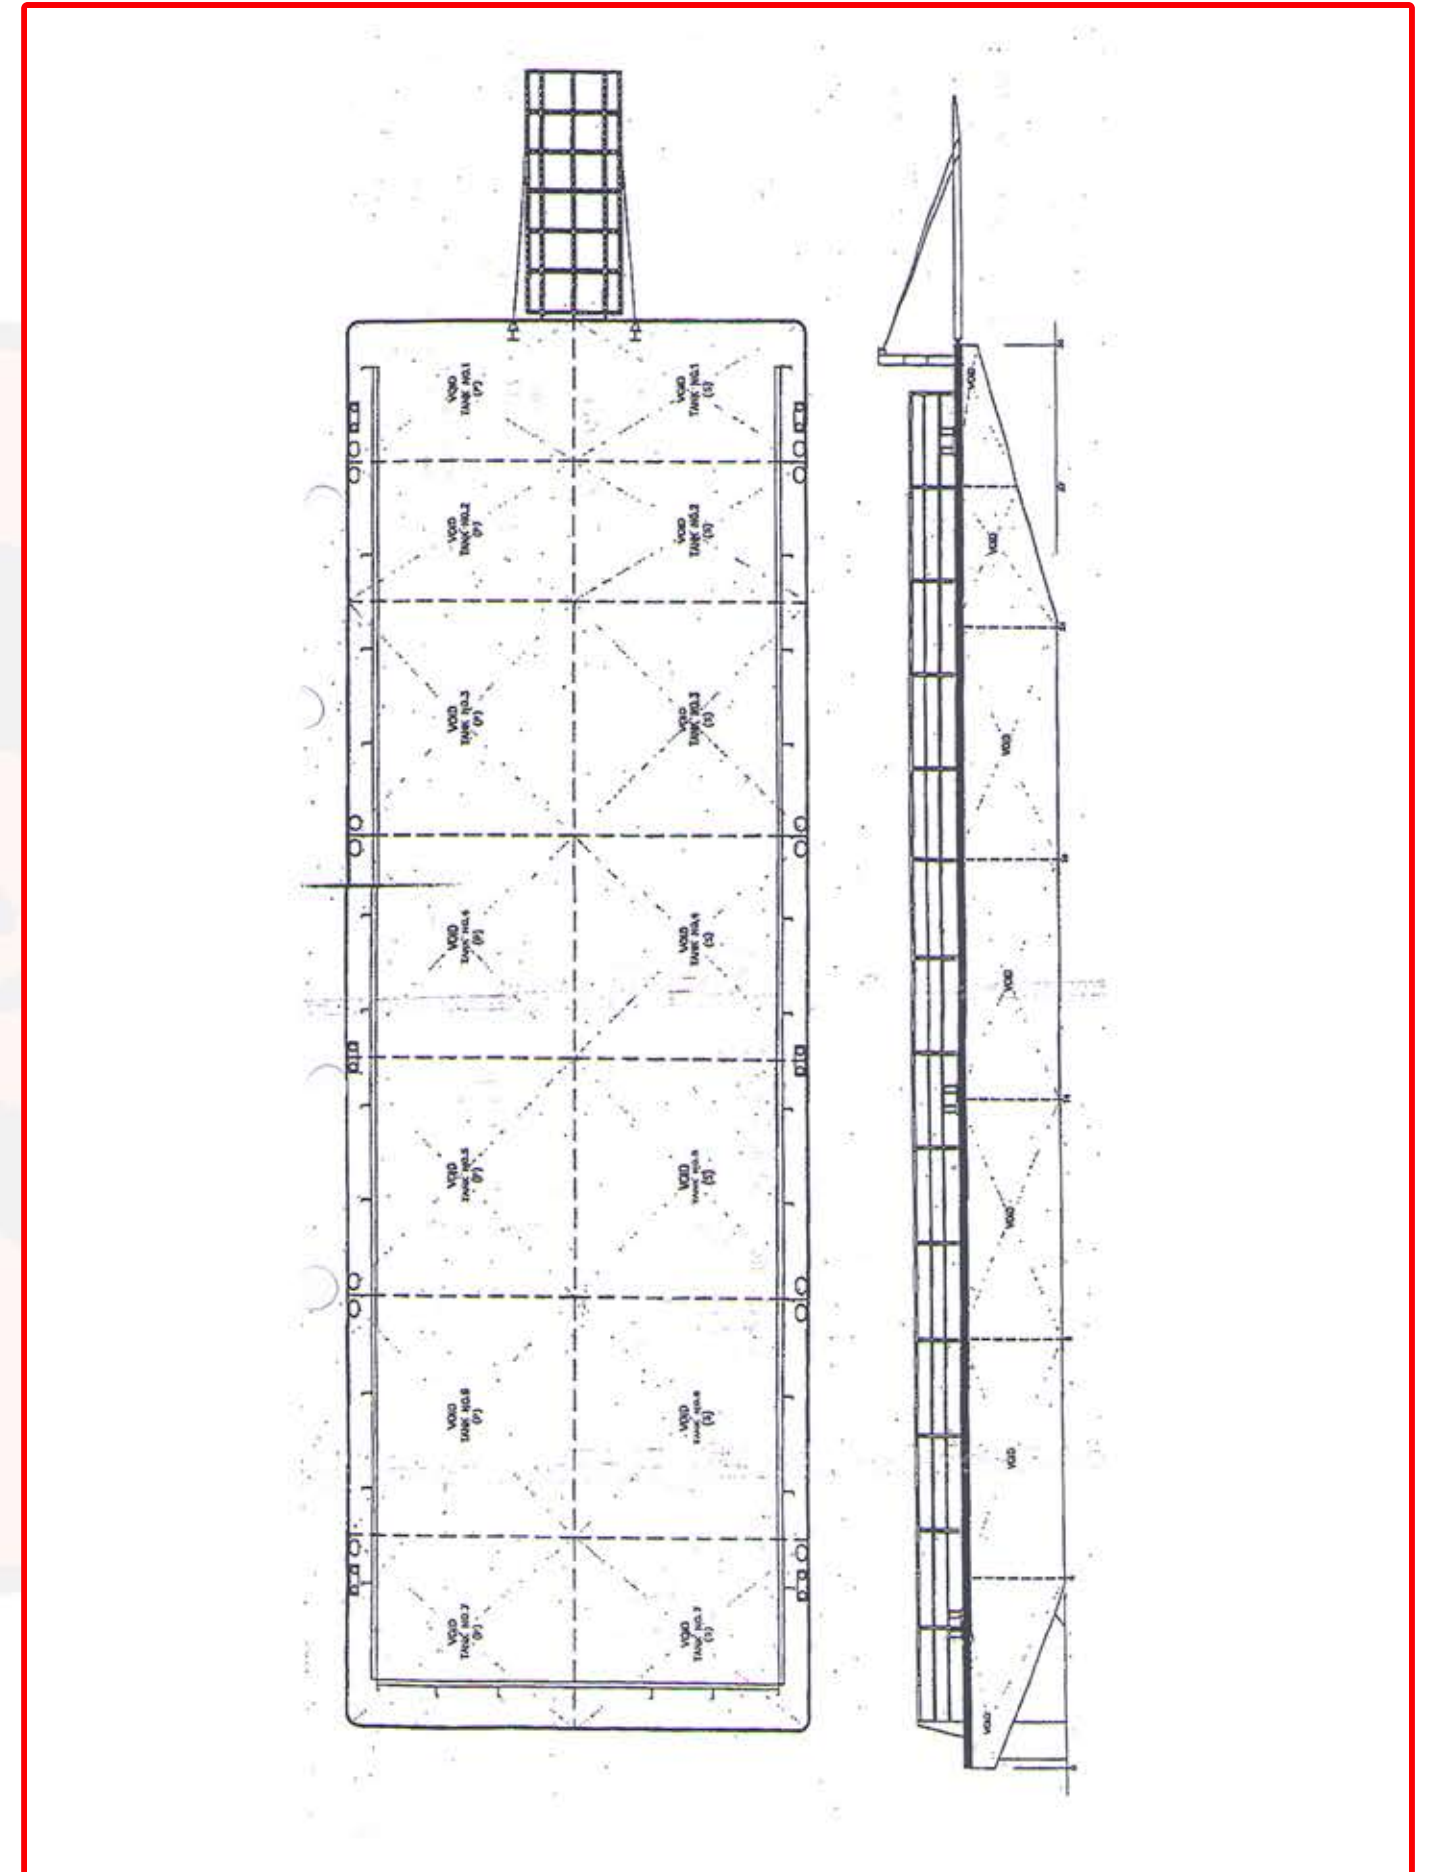 VOID
TANK NO.1
(P)
VOID
TANK NO.1
(S)
VOID
TANK NO.2
(P)
VOID
TANK NO.2
(S)
VOID
TANK NO.3
(P)
VOID
TANK NO.3
(S)
VOID
TANK NO.4
(P)
VOID
TANK NO.4
(S)
VOID
TANK NO.5
(P)
VOID
TANK NO.5
(S)
VOID
TANK NO.6
(P)
VOID
TANK NO.6
(S)
VOID
TANK NO.7
(P)
VOID
TANK NO.7
(S)
VOID
VOID
VOID
VOID
VOID
VOID
VOID
14